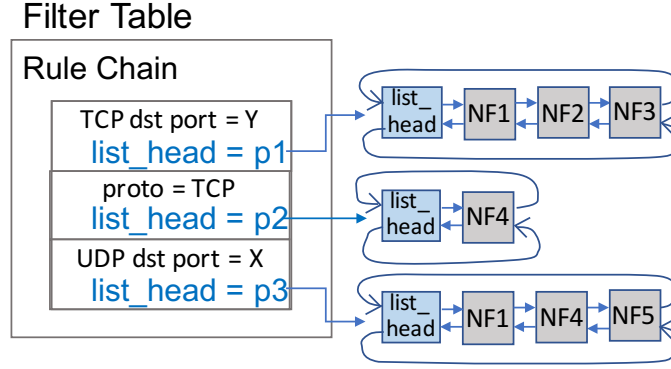 Filter Table
Rule Chain
TCP dst port = Y
list_head = p1
proto = TCP
list_head = p2
UDP dst port = X
list_head = p3
list_
head
NF1
NF2
NF3
list_
head
NF4
list_
head
NF1
NF4
NF5